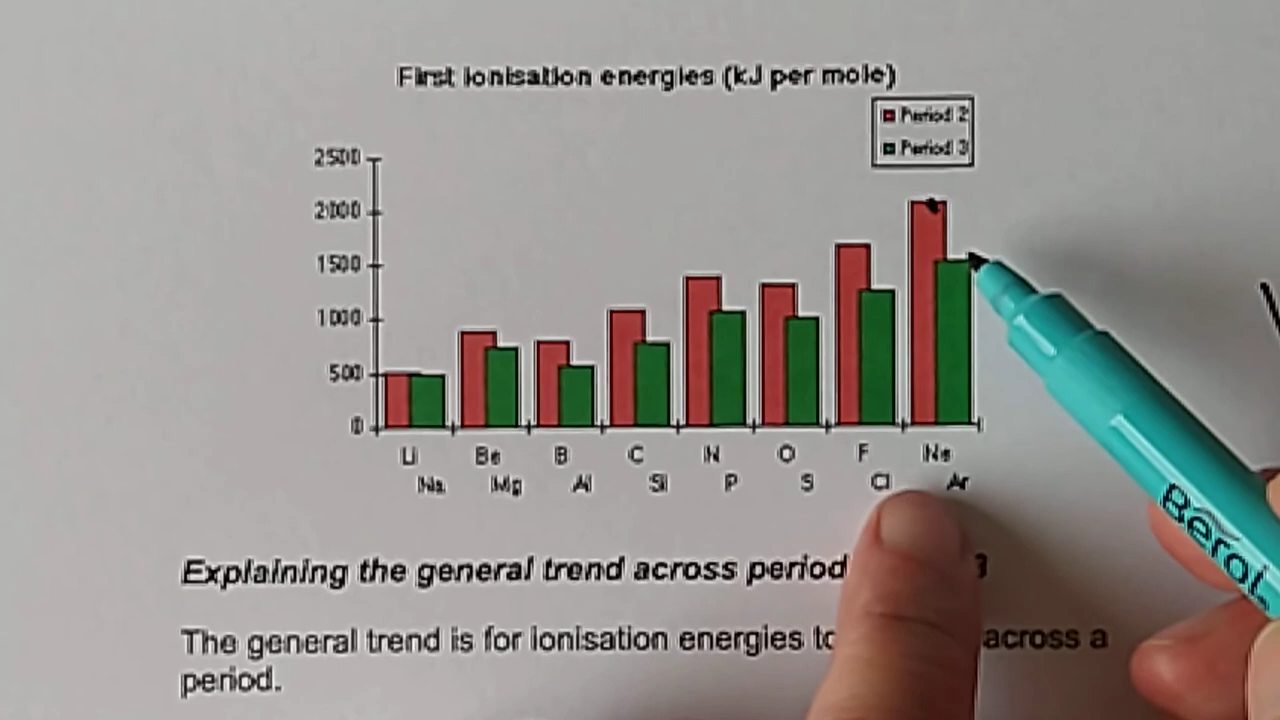 First ionisation energies (kJ per mole)
Period 2
Period 3
2500
2000
1500
1000
500
0
Li Be B C N O F Ne
Na Mg Al Si P S Cl Ar
Explaining the general trend across period 3
The general trend is for ionisation energies to across a
period.
Berol